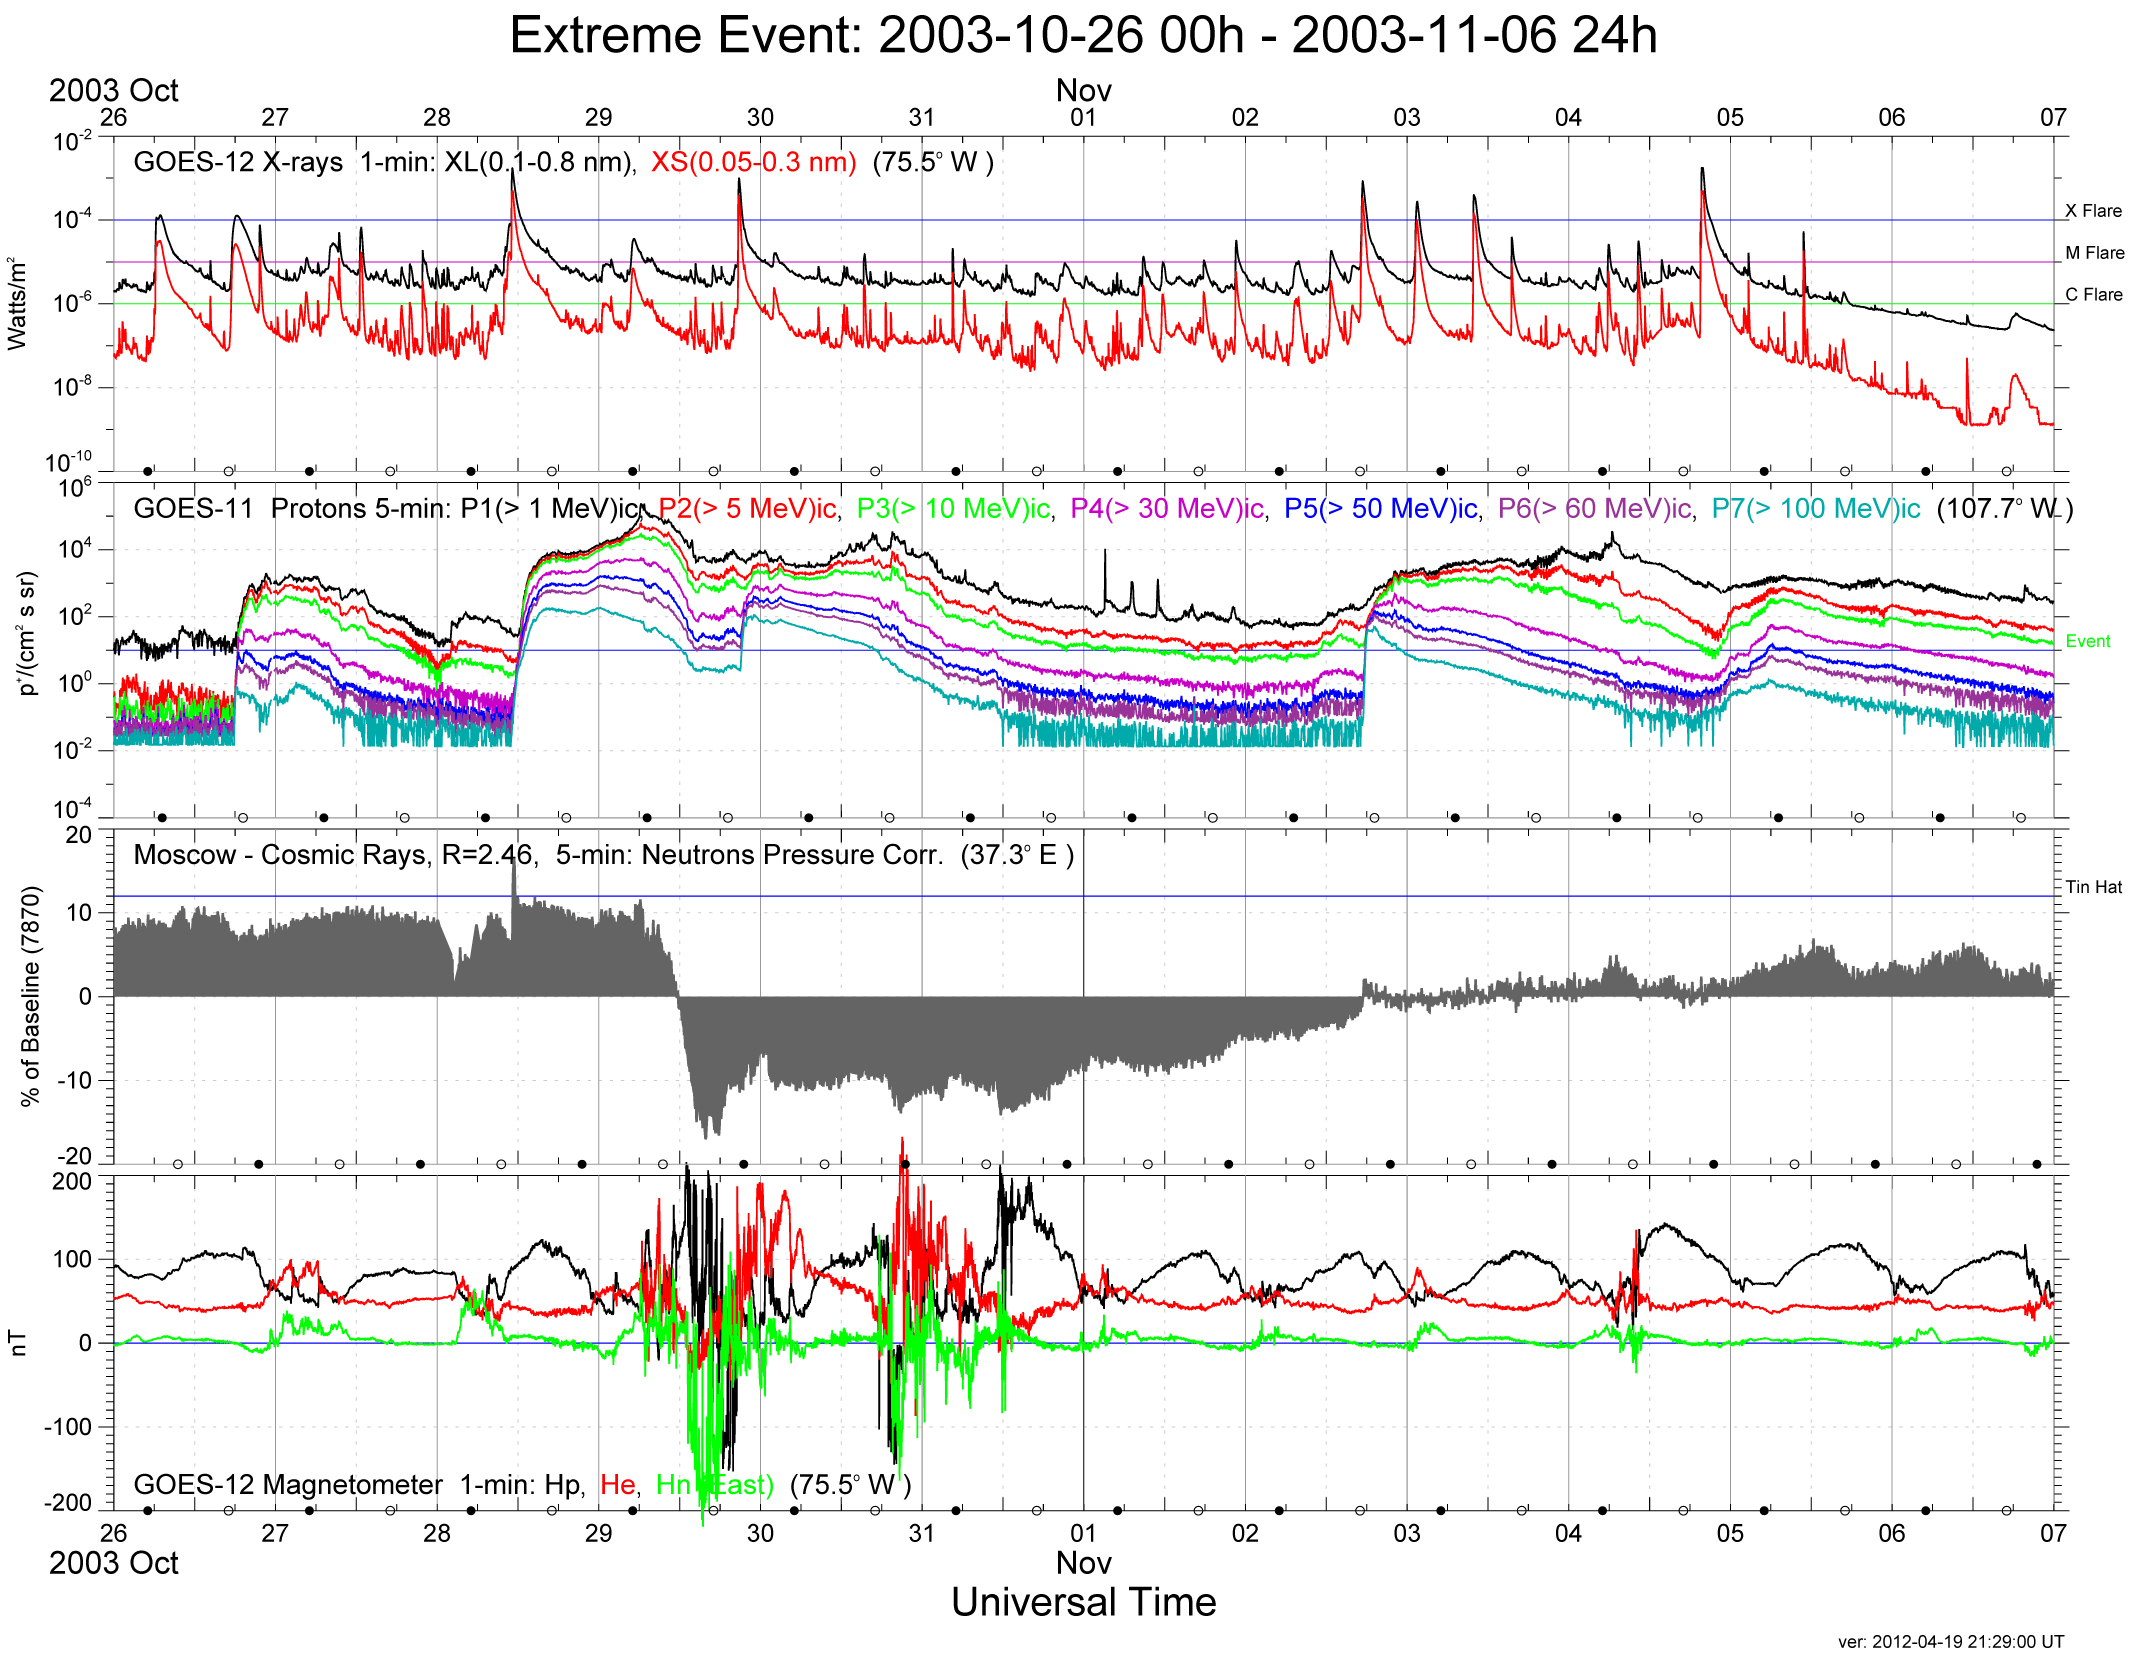 Extreme Event: 2003-10-26 00h - 2003-11-06 24h
2003 Oct Nov
26 27 28 29 30 31 01 02 03 04 05 06 07
10-2
GOES-12 X-rays 1-min: XL(0.1-0.8 nm), XS(0.05-0.3 nm) (75.5° W )
10-4
X Flare
M Flare
10-6
C Flare
10-8
10-10
Watts/m2
106
GOES-11 Protons 5-min: P1(> 1 MeV)ic, P2(> 5 MeV)ic, P3(> 10 MeV)ic, P4(> 30 MeV)ic, P5(> 50 MeV)ic, P6(> 60 MeV)ic, P7(> 100 MeV)ic (107.7° W )
104
102
Event
100
10-2
10-4
p+/(cm2 s sr)
20
Moscow - Cosmic Rays, R=2.46, 5-min: Neutrons Pressure Corr. (37.3° E )
Tin Hat
10
0
-10
-20
% of Baseline (7870)
200
100
0
-100
-200
nT
GOES-12 Magnetometer 1-min: Hp, He, Hn (East) (75.5° W )
26 27 28 29 30 31 01 02 03 04 05 06 07
2003 Oct Nov
Universal Time
ver: 2012-04-19 21:29:00 UT